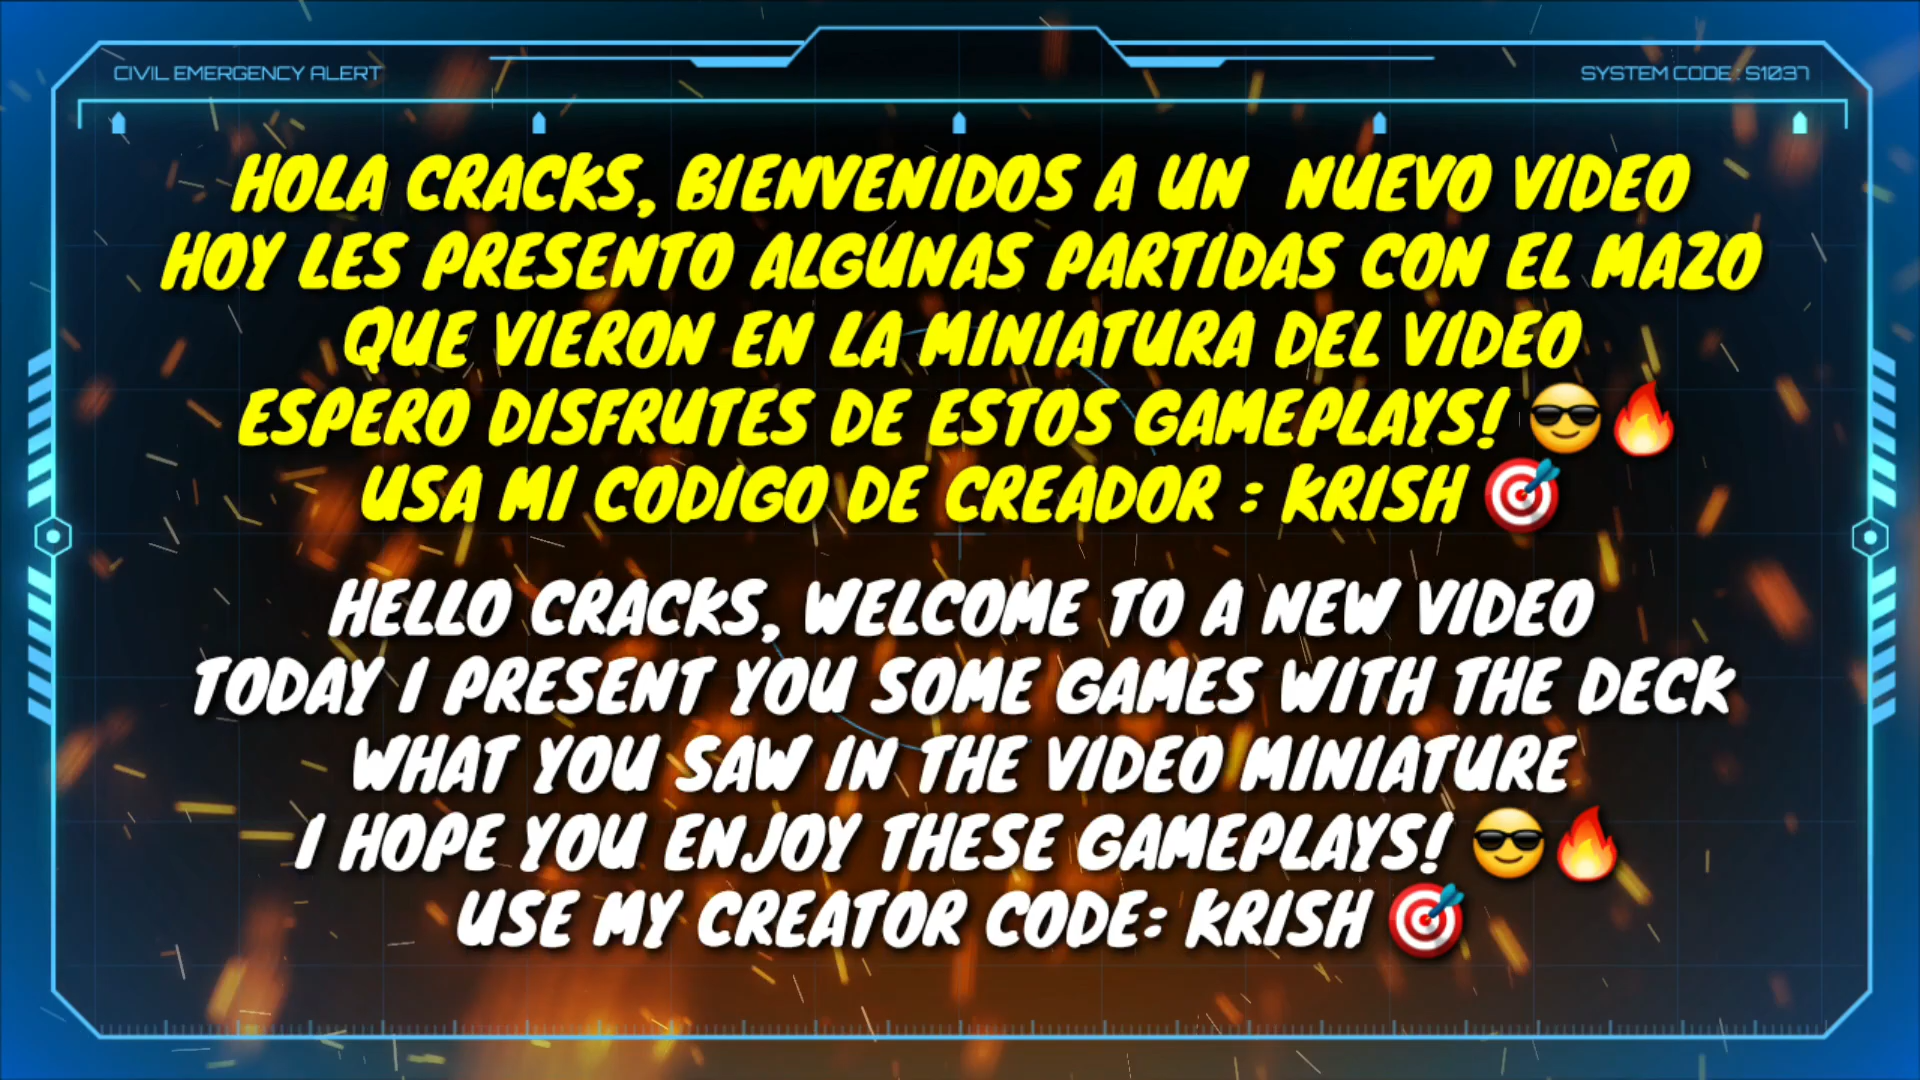 CIVIL EMERGENCY ALERT
SYSTEM CODE : S1037
HOLA CRACKS, BIENVENIDOS A UN  NUEVO VIDEO
HOY LES PRESENTO ALGUNAS PARTIDAS CON EL MAZO
QUE VIERON EN LA MINIATURA DEL VIDEO
ESPERO DISFRUTES DE ESTOS GAMEPLAYS! 😎🔥
USA MI CODIGO DE CREADOR : KRISH 🎯
HELLO CRACKS, WELCOME TO A NEW VIDEO
TODAY I PRESENT YOU SOME GAMES WITH THE DECK
WHAT YOU SAW IN THE VIDEO MINIATURE
I HOPE YOU ENJOY THESE GAMEPLAYS! 😎🔥
USE MY CREATOR CODE: KRISH 🎯